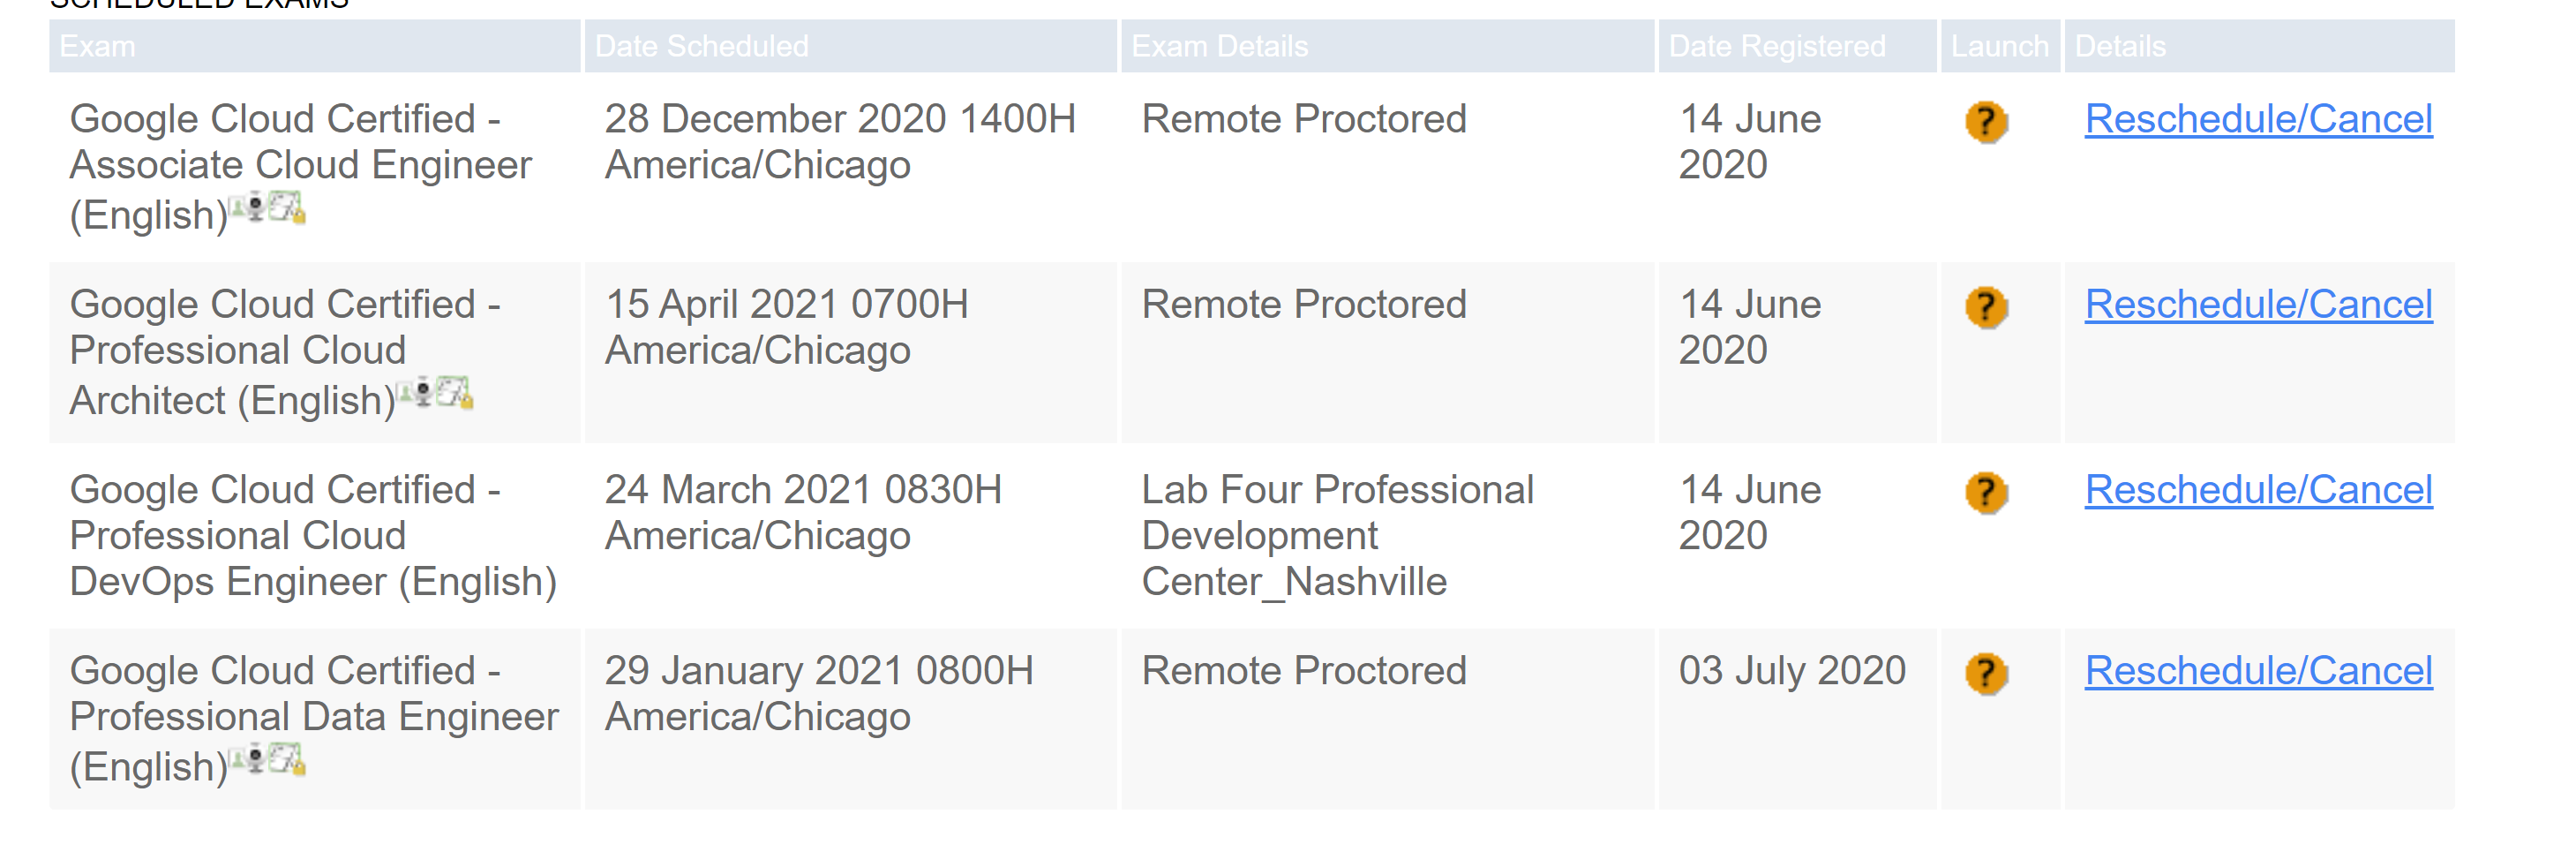 SCHEDULED EXAMS
Exam Date Scheduled Exam Details Date Registered Launch Details
Google Cloud Certified - 28 December 2020 1400H Remote Proctored 14 June ? Reschedule/Cancel
Associate Cloud Engineer America/Chicago 2020
(English)
Google Cloud Certified - 15 April 2021 0700H Remote Proctored 14 June ? Reschedule/Cancel
Professional Cloud America/Chicago 2020
Architect (English)
Google Cloud Certified - 24 March 2021 0830H Lab Four Professional 14 June ? Reschedule/Cancel
Professional Cloud America/Chicago Development 2020
DevOps Engineer (English) Center_Nashville
Google Cloud Certified - 29 January 2021 0800H Remote Proctored 03 July 2020 ? Reschedule/Cancel
Professional Data Engineer America/Chicago
(English)